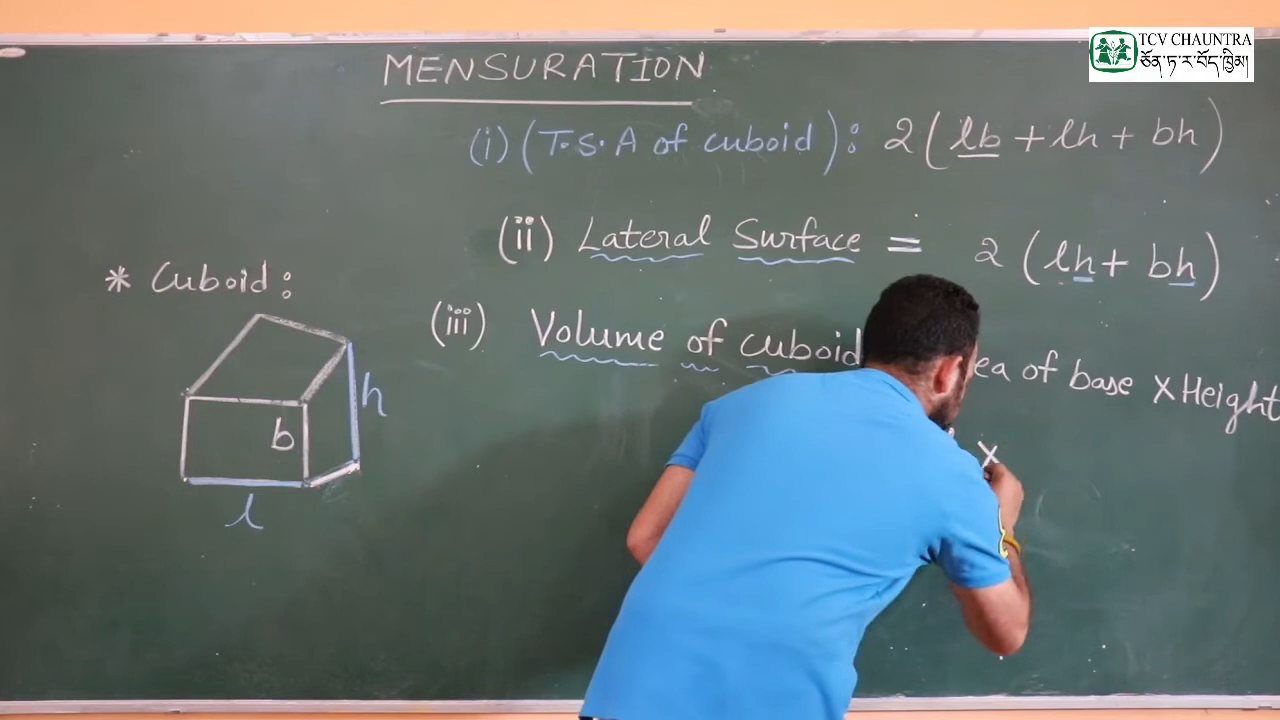 TCV CHAUNTRA
ཅོན་ཏ་ར་བོད་ཁྱིམ།
MENSURATION
(i) (T.S.A of cuboid): 2(lb + lh + bh)
(ii) Lateral Surface = 2(lh + bh)
* Cuboid:
(iii) Volume of cuboid of base X Height
x
h
b
l